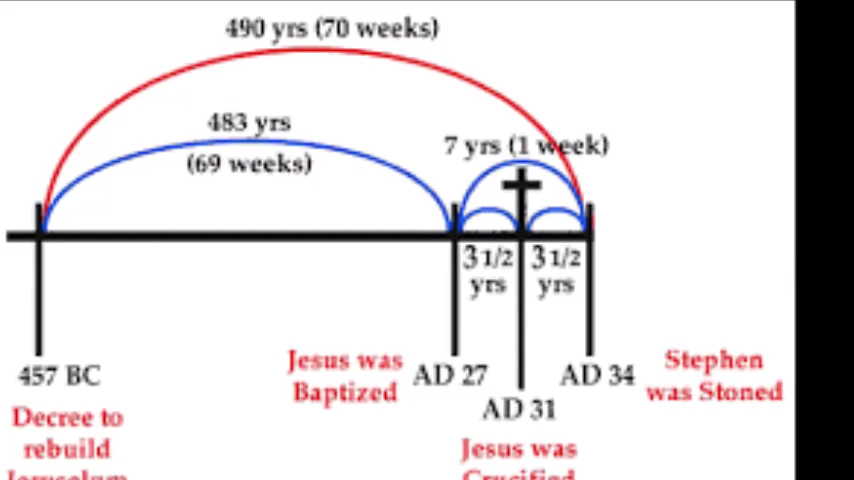 490 yrs (70 weeks)
483 yrs
(69 weeks)
7 yrs (1 week)
3 1/2
yrs
3 1/2
yrs
457 BC
Decree to
rebuild
Jerusalem
Jesus was
Baptized
AD 27
AD 31
Jesus was
Crucified
AD 34
Stephen
was Stoned